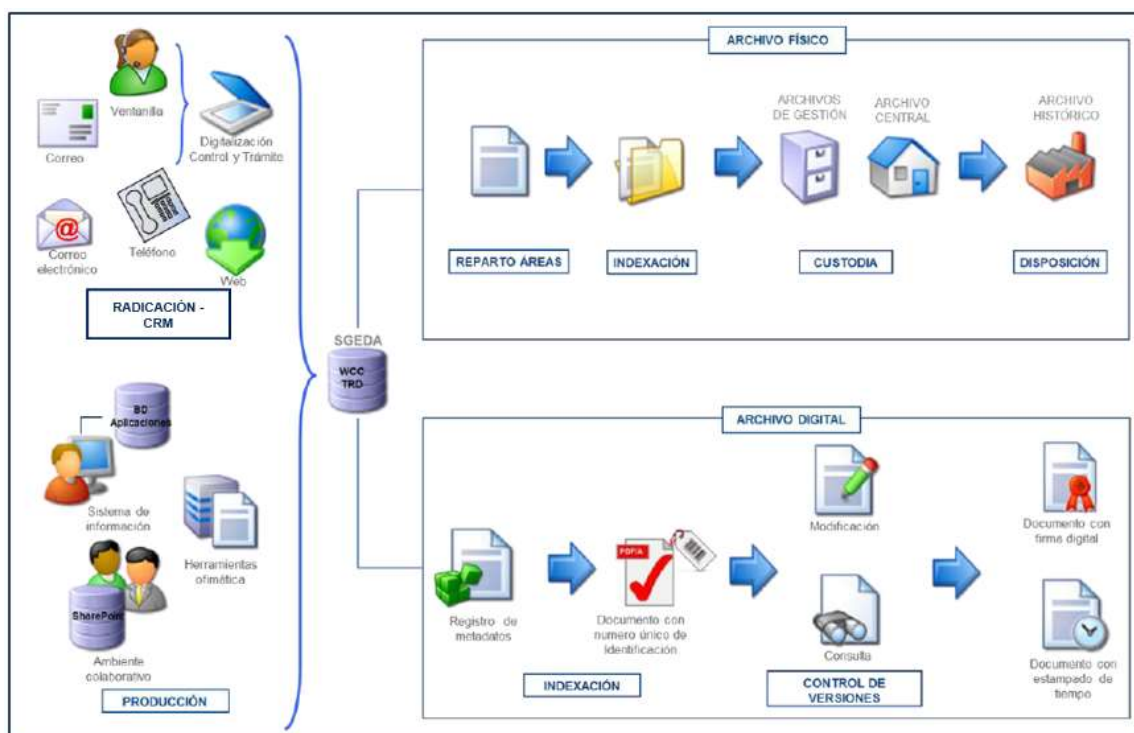 Ventanilla
Correo
Digitalización
Control y Trámite
Correo
electrónico
Teléfono
Web
RADICACIÓN -
CRM
BD
Aplicaciones
Sistema de
información
Herramientas
ofimática
SharePoint
Ambiente
colaborativo
PRODUCCIÓN
SGEDA
WCC
TRD
ARCHIVO FÍSICO
ARCHIVOS
DE GESTIÓN
ARCHIVO
CENTRAL
ARCHIVO
HISTÓRICO
REPARTO ÁREAS
INDEXACIÓN
CUSTODIA
DISPOSICIÓN
ARCHIVO DIGITAL
Registro de
metadatos
PDF/A
Documento con
numero único de
Identificación
INDEXACIÓN
Modificación
Consulta
CONTROL DE
VERSIONES
Documento con
firma digital
Documento con
estampado de
tiempo